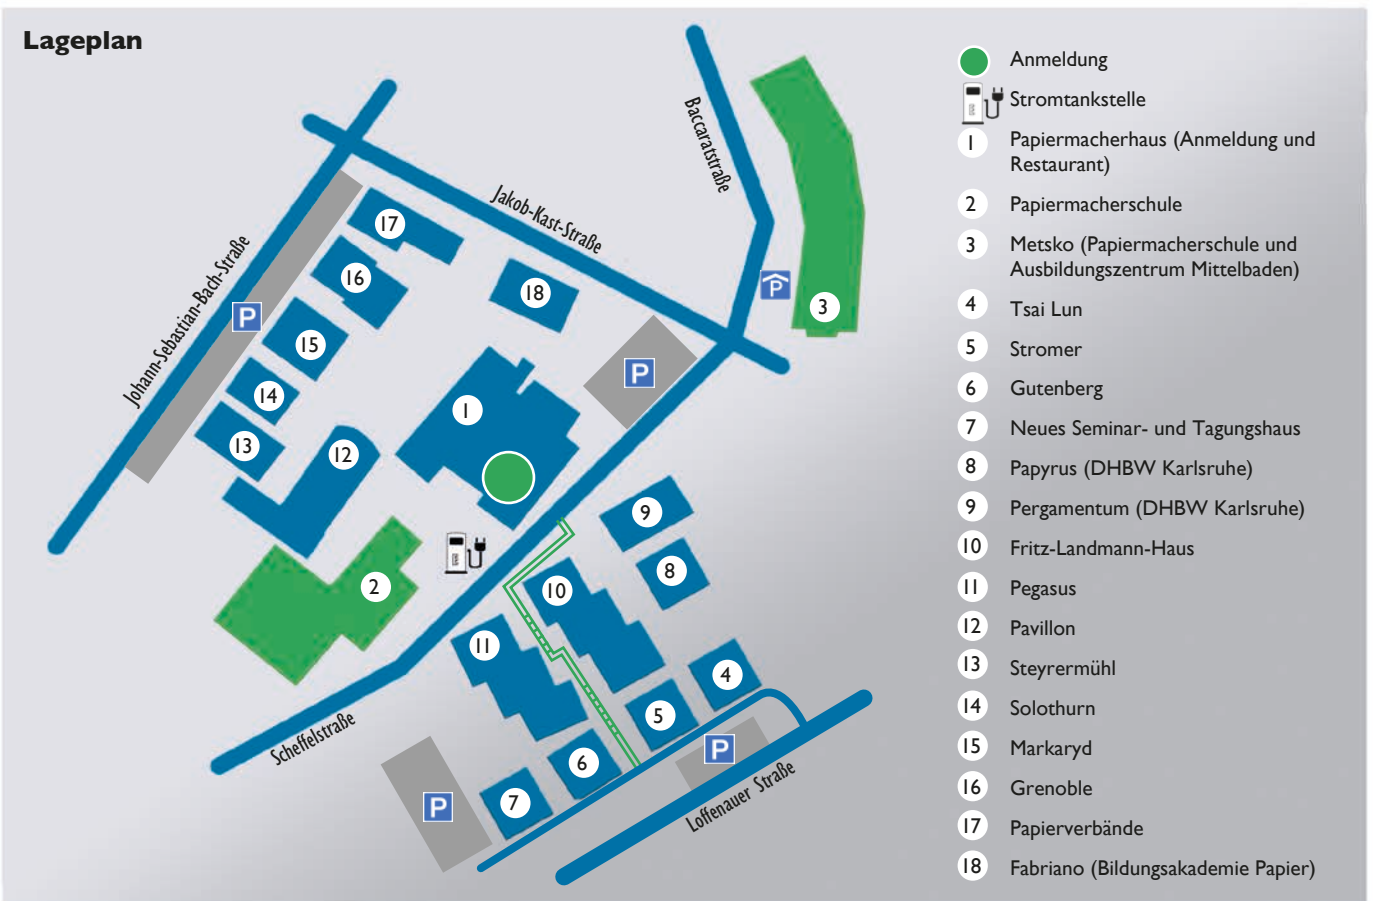 Lageplan
Baccaratstraße
Jakob-Kast-Straße
Johann-Sebastian-Bach-Straße
Scheffelstraße
Loffenauer Straße
17
16
18
15
14
13
12
1
3
2
9
8
10
11
4
5
6
7
P
P
P
P
P
Anmeldung
Stromtankstelle
1 Papiermacherhaus (Anmeldung und
Restaurant)
2 Papiermacherschule
3 Metsko (Papiermacherschule und
Ausbildungszentrum Mittelbaden)
4 Tsai Lun
5 Stromer
6 Gutenberg
7 Neues Seminar- und Tagungshaus
8 Papyrus (DHBW Karlsruhe)
9 Pergamentum (DHBW Karlsruhe)
10 Fritz-Landmann-Haus
11 Pegasus
12 Pavillon
13 Steyrermühl
14 Solothurn
15 Markaryd
16 Grenoble
17 Papierverbände
18 Fabriano (Bildungsakademie Papier)